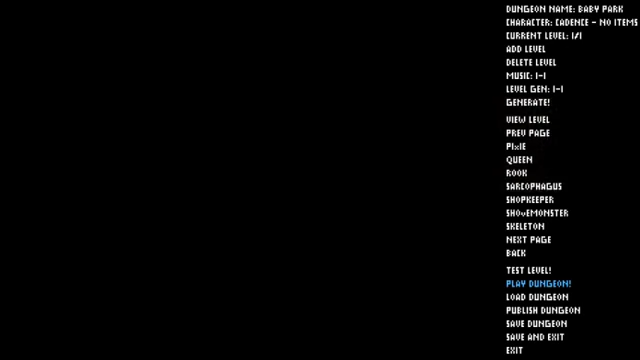 DUNGEON NAME: BABY PARK
CHARACTER: CADENCE - NO ITEMS
CURRENT LEVEL: 1/1
ADD LEVEL
DELETE LEVEL
MUSIC: 1-1
LEVEL GEN: 1-1
GENERATE!
VIEW LEVEL
PREV PAGE
PIXIE
QUEEN
ROOK
SARCOPHAGUS
SHOPKEEPER
SHOVEMONSTER
SKELETON
NEXT PAGE
BACK
TEST LEVEL!
PLAY DUNGEON!
LOAD DUNGEON
PUBLISH DUNGEON
SAVE DUNGEON
SAVE AND EXIT
EXIT